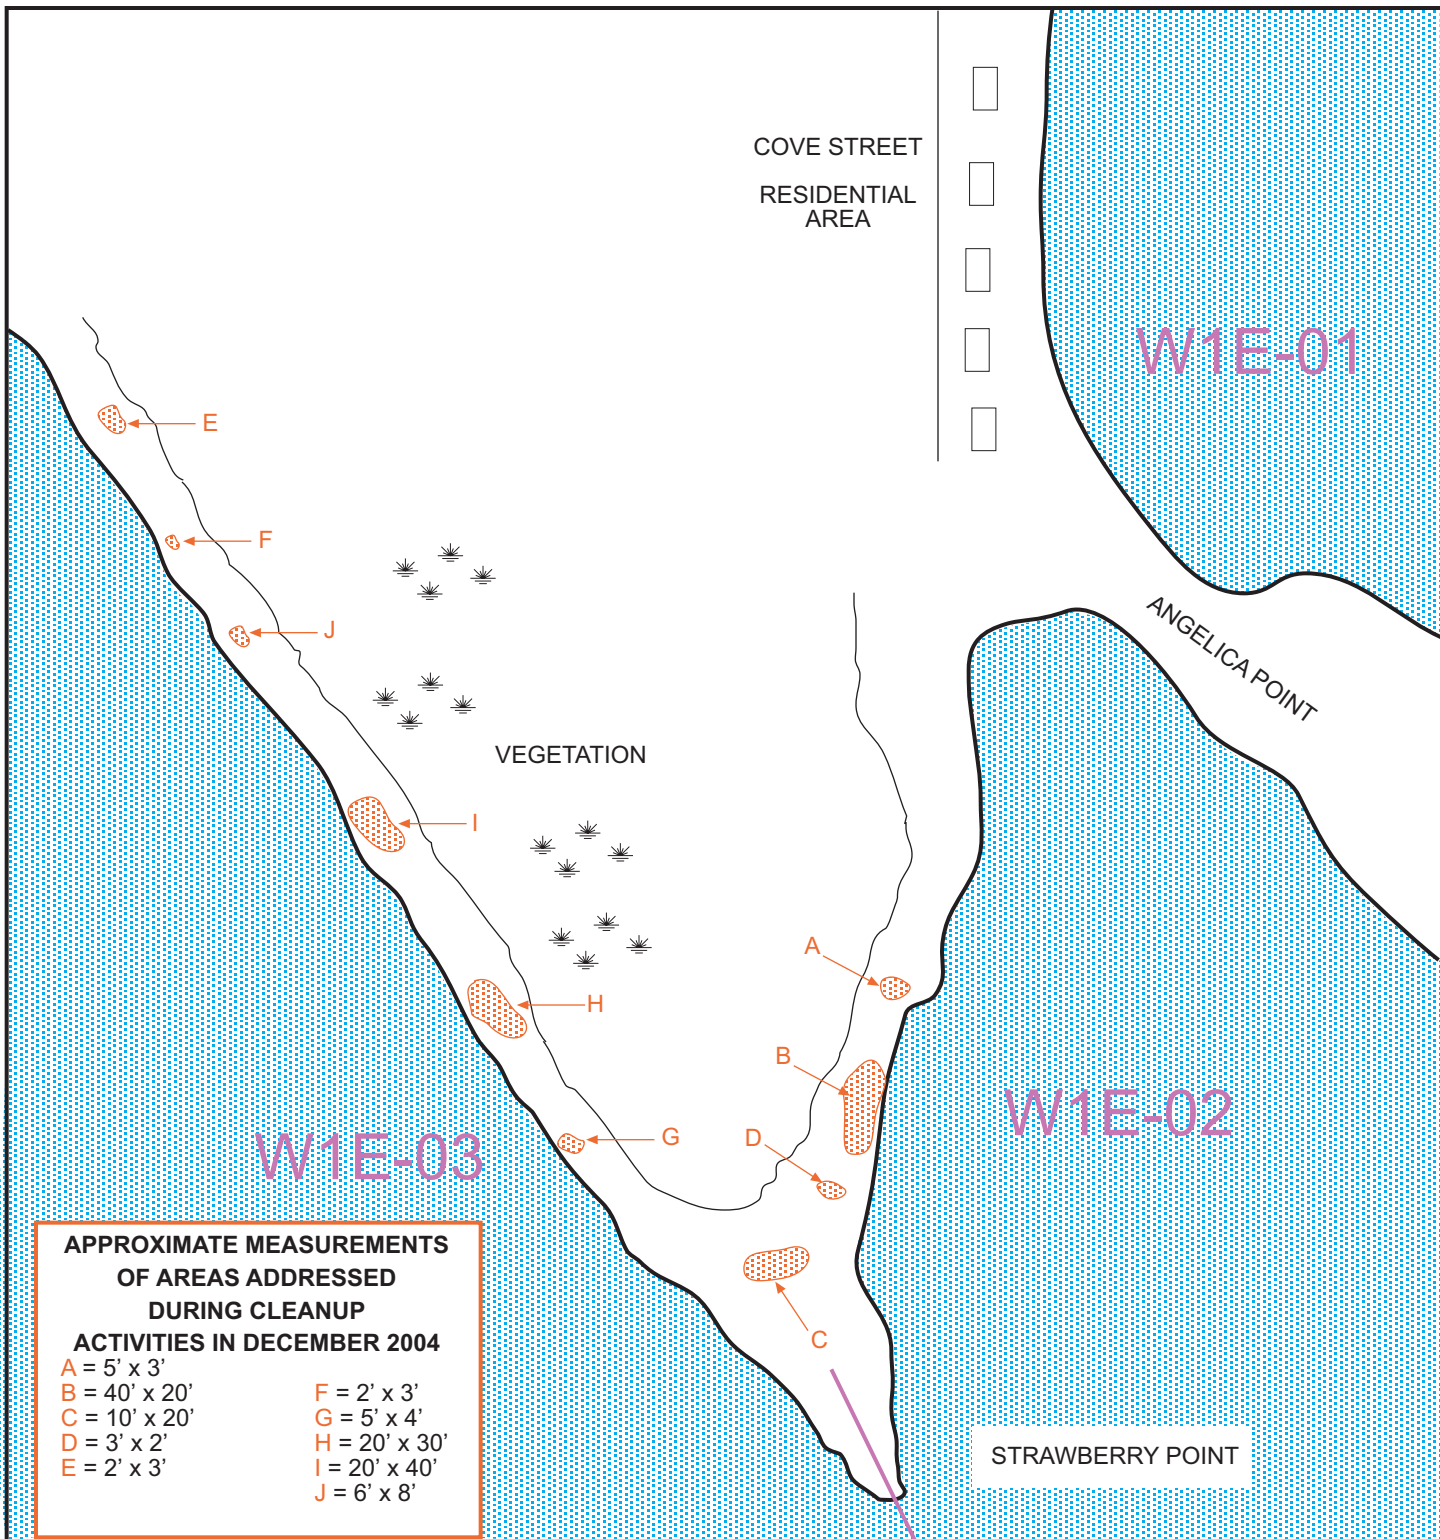 COVE STREET
RESIDENTIAL
AREA
W1E-01
E
F
ANGELICA POINT
J
VEGETATION
I
A
H
B
W1E-02
G
D
W1E-03
C
APPROXIMATE MEASUREMENTS
OF AREAS ADDRESSED
DURING CLEANUP
ACTIVITIES IN DECEMBER 2004
A = 5’ x 3’
B = 40’ x 20’
C = 10’ x 20’
D = 3’ x 2’
E = 2’ x 3’
F = 2’ x 3’
G = 5’ x 4’
H = 20’ x 30’
I = 20’ x 40’
J = 6’ x 8’
STRAWBERRY POINT